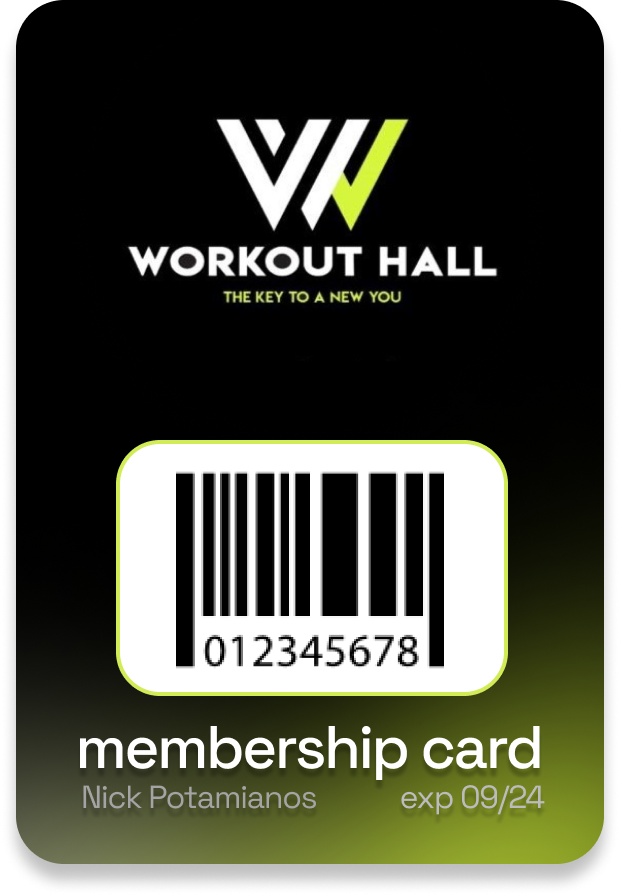 WORKOUT HALL
THE KEY TO A NEW YOU
012345678
membership card
Nick Potamianos exp 09/24